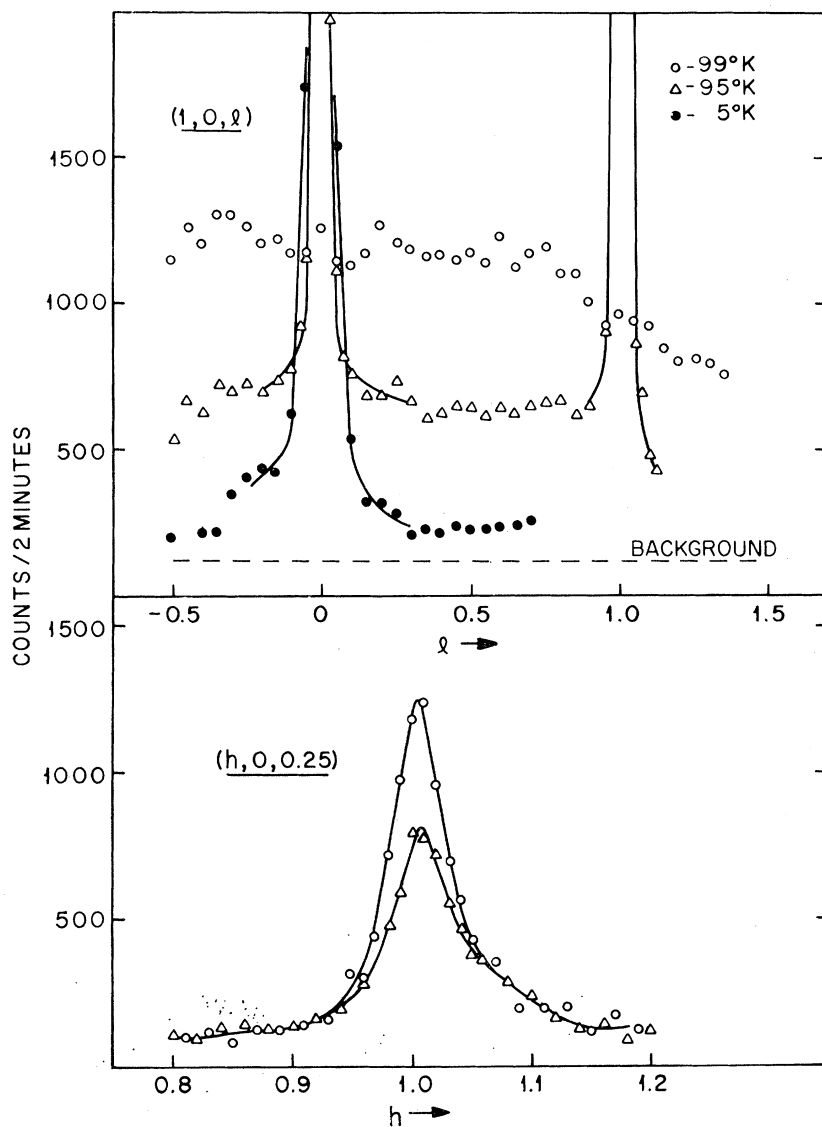 (1, 0, ℓ)
○ - 99°K
△ - 95°K
● - 5°K
1500
1000
500
BACKGROUND
-0.5 0 0.5 1.0 1.5
ℓ →
COUNTS / 2 MINUTES
1500
(h, 0, 0.25)
1000
500
0.8 0.9 1.0 1.1 1.2
h →